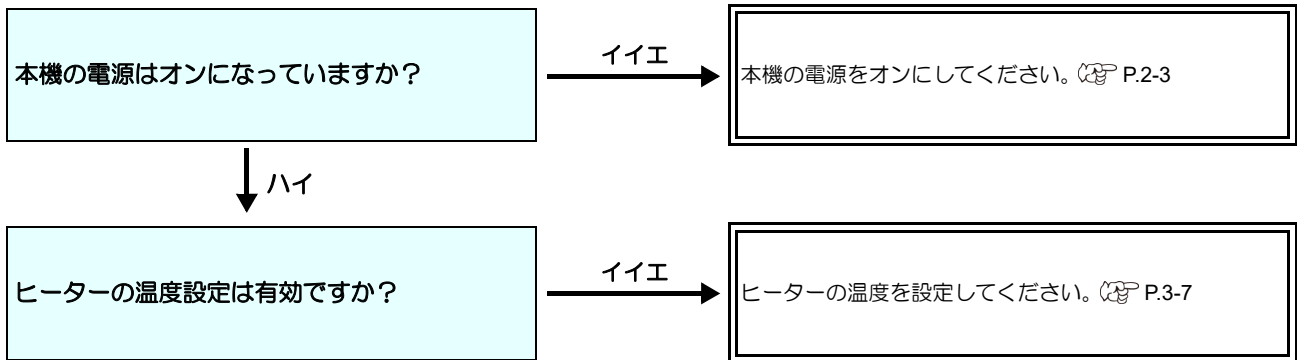 本機の電源はオンになっていますか？
イイエ
本機の電源をオンにしてください。 P.2-3
ハイ
ヒーターの温度設定は有効ですか？
イイエ
ヒーターの温度を設定してください。 P.3-7